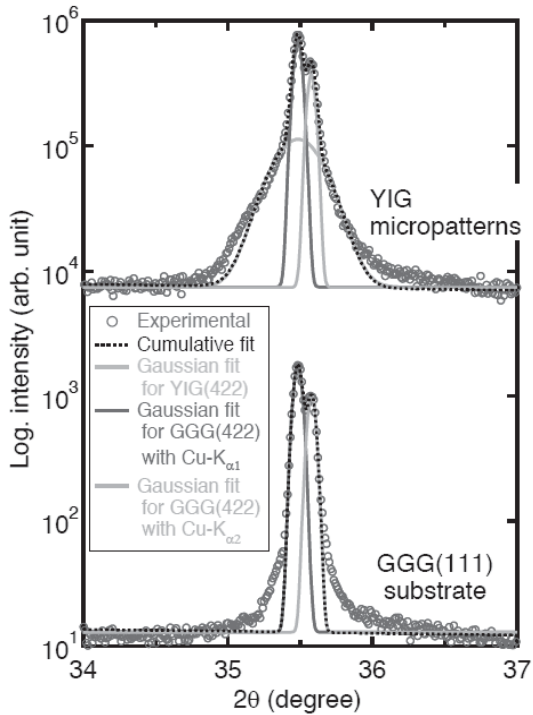 10⁶
10⁵
10⁴
10³
10²
10¹
Log. intensity (arb. unit)
YIG
micropatterns
Experimental
Cumulative fit
Gaussian fit
for YIG(422)
Gaussian fit
for GGG(422)
with Cu-Kα1
Gaussian fit
for GGG(422)
with Cu-Kα2
GGG(111)
substrate
34 35 36 37
2θ (degree)